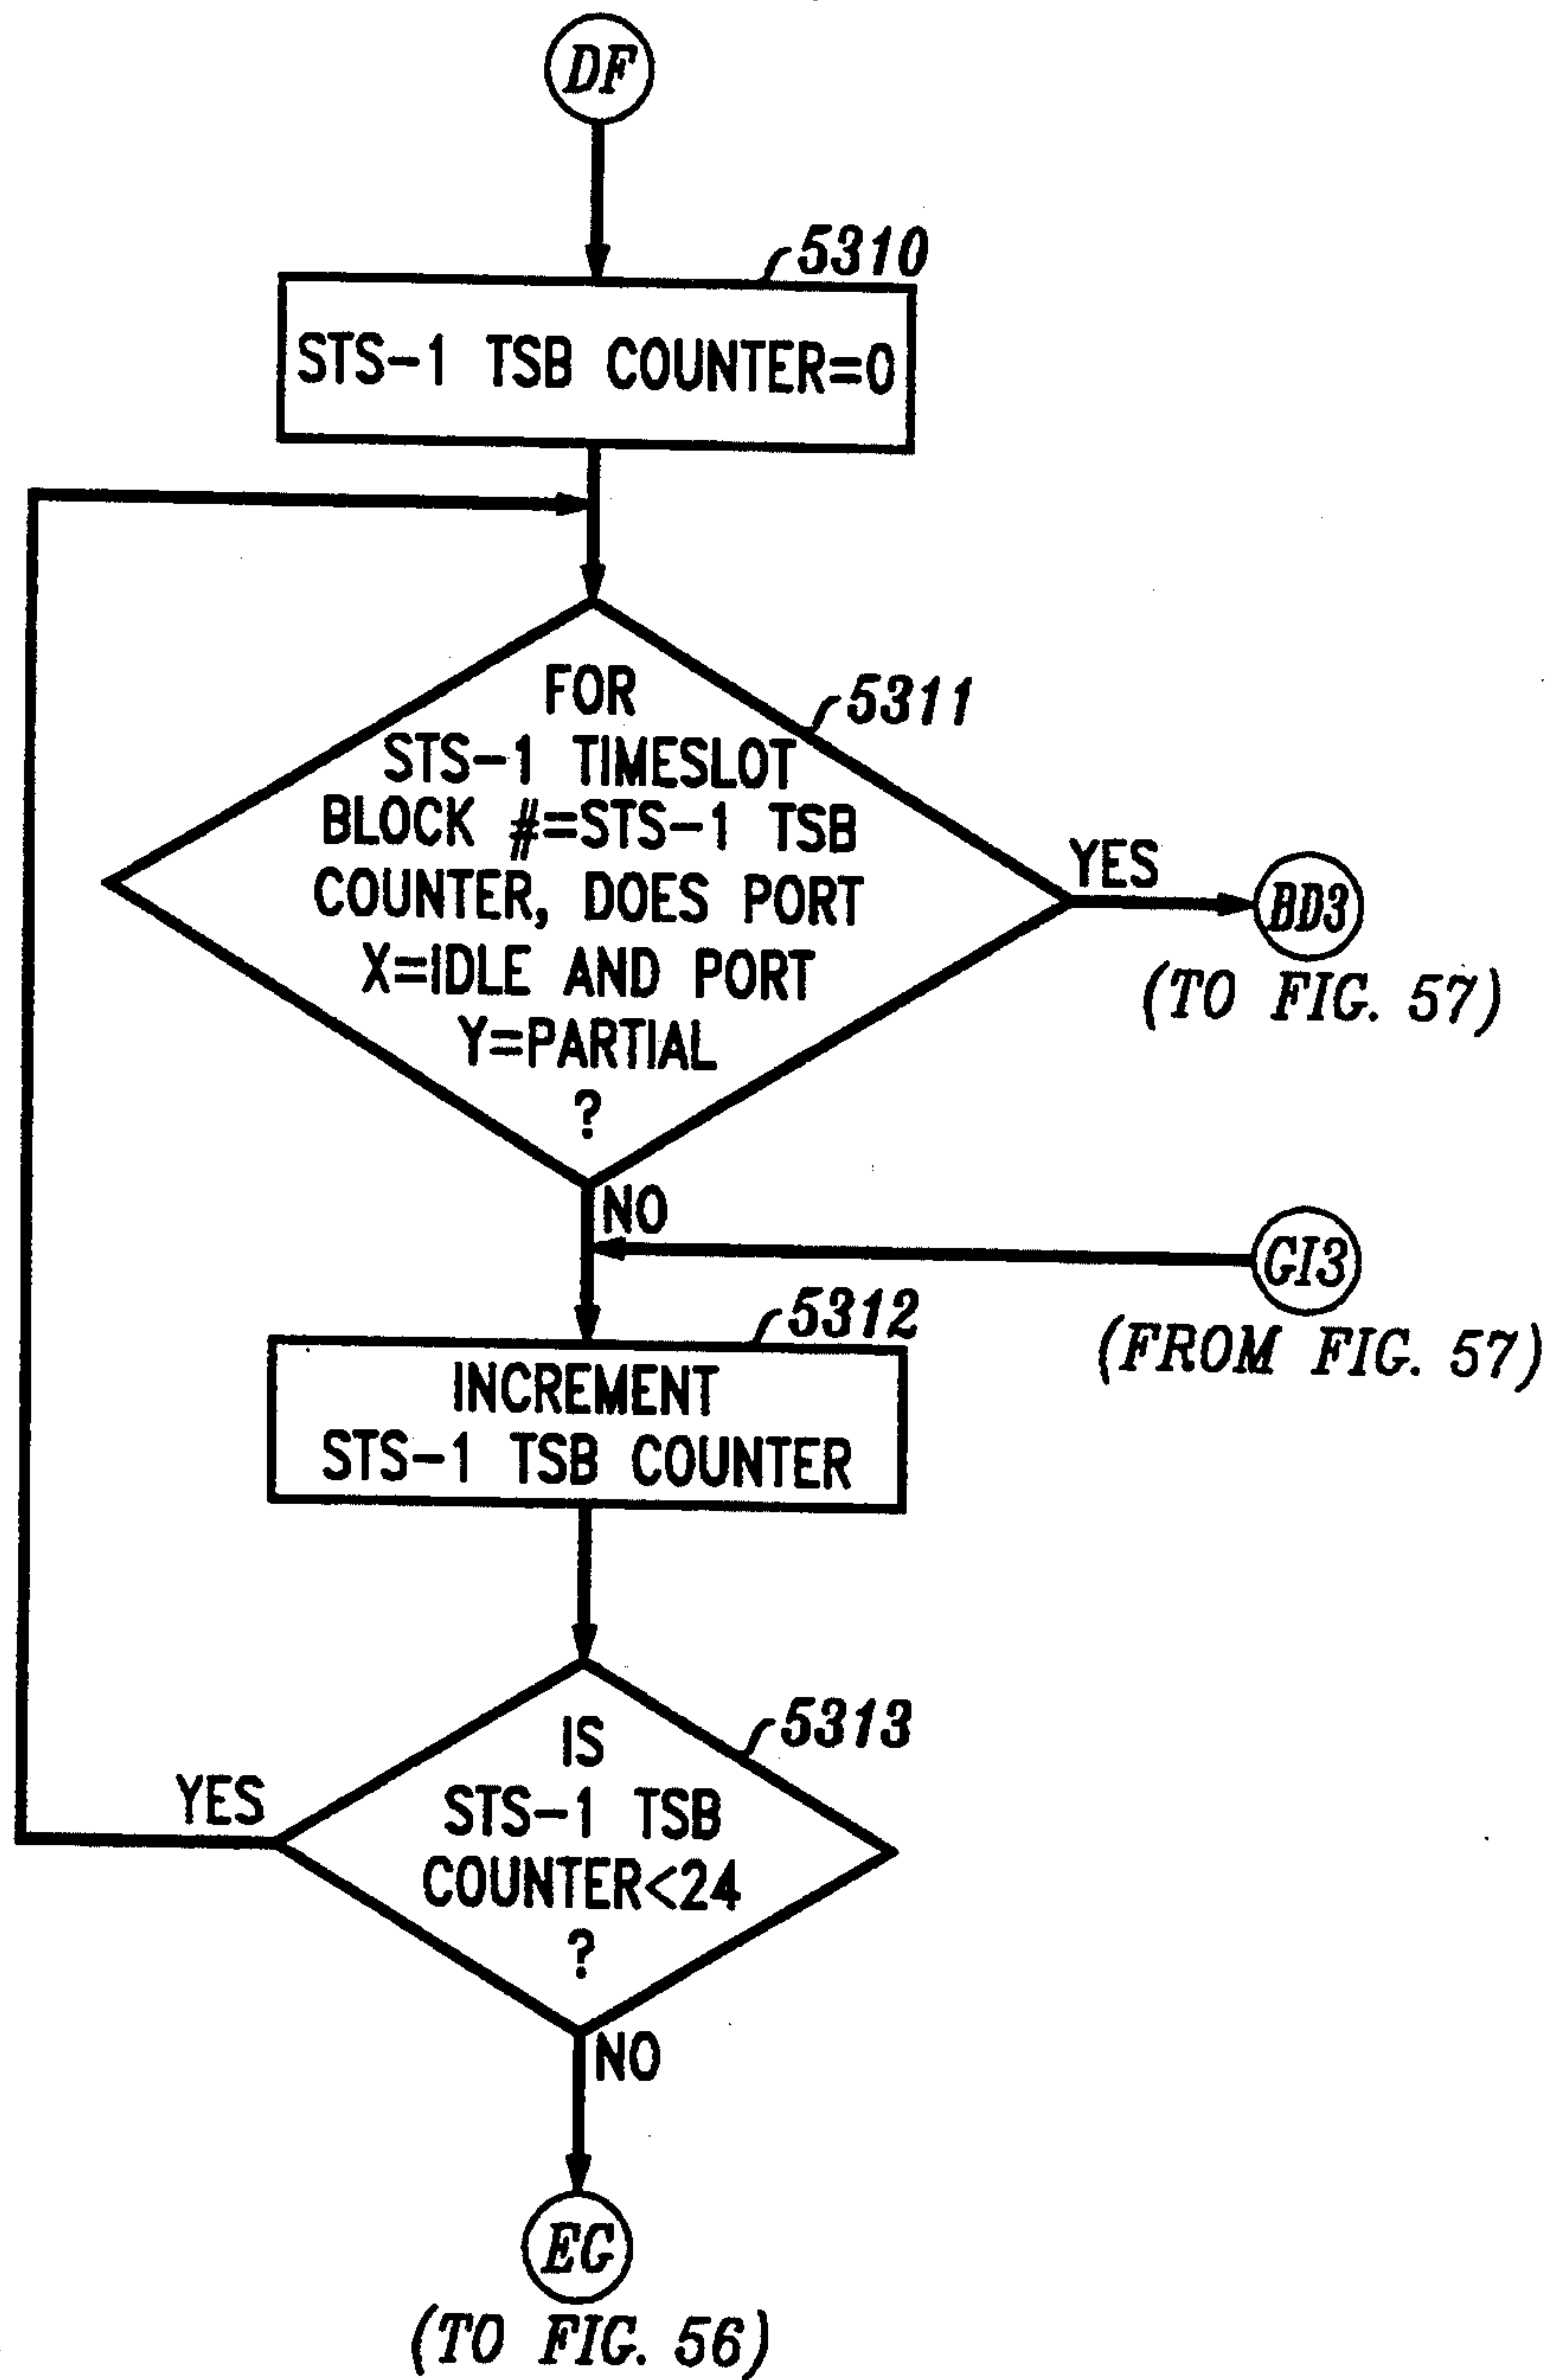 DF
5310
STS-1 TSB COUNTER=0
5311
FOR
STS-1 TIMESLOT
BLOCK #=STS-1 TSB
COUNTER, DOES PORT
X=IDLE AND PORT
Y=PARTIAL
?
YES
BD3
(TO FIG. 57)
NO
GI3
(FROM FIG. 57)
5312
INCREMENT
STS-1 TSB COUNTER
5313
IS
STS-1 TSB
COUNTER<24
?
YES
NO
EG
(TO FIG. 56)